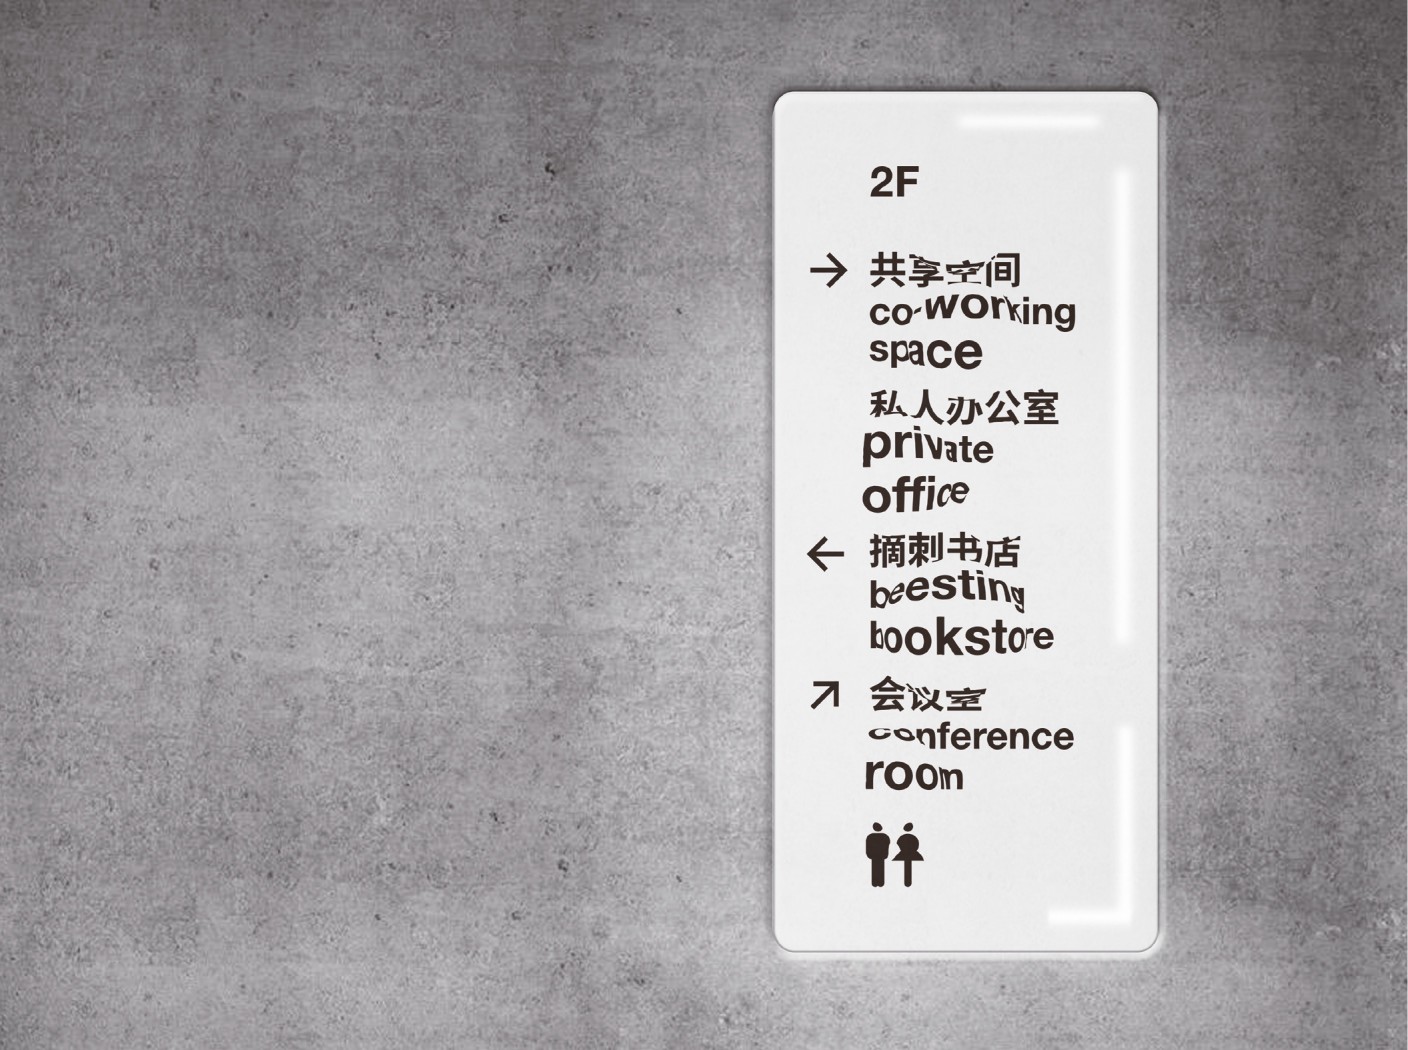 2F
共享空间
co-working
space
私人办公室
private
office
摘刺书店
beesting
bookstore
会议室
conference
room